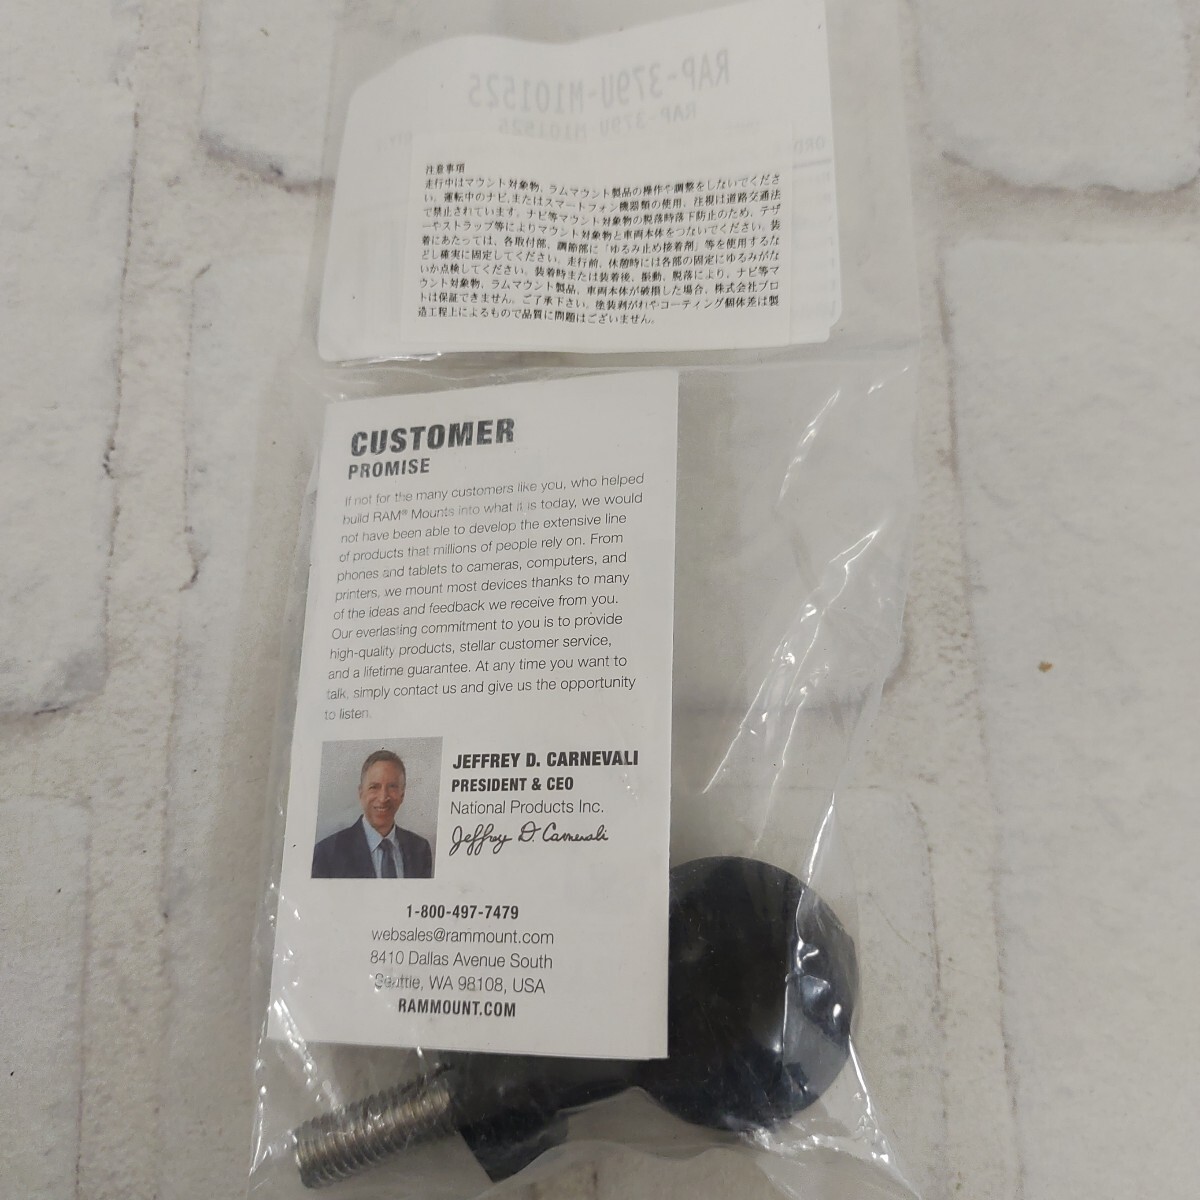 RAP-379U-M101525
RAP-379U-M101525
注意事項
走行中はマウント対象物、ラムマウント製品の操作や調整をしないでくださ
い。運転中のナビ,またはスマートフォン機器類の使用、注視は道路交通法
で禁止されています。ナビ等マウント対象物の脱落時落下防止のため、テザ
ーやストラップ等によりマウント対象物と車両本体をつないでください。装
着にあたっては、各取付部、調節部に「ゆるみ止め接着剤」等を使用するな
どし確実に固定してください。走行前、休憩時には各部の固定にゆるみがな
いか点検してください。装着時または装着後、振動、脱落により、ナビ等マ
ウント対象物、ラムマウント製品、車両本体が破損した場合、株式会社プロ
トは保証できません。ご了承下さい。塗装剥がれやコーティング個体差は製
造工程上によるもので品質に問題はございません。
CUSTOMER
PROMISE
If not for the many customers like you, who helped
build RAM® Mounts into what it is today, we would
not have been able to develop the extensive line
of products that millions of people rely on. From
phones and tablets to cameras, computers, and
printers, we mount most devices thanks to many
of the ideas and feedback we receive from you.
Our everlasting commitment to you is to provide
high-quality products, stellar customer service,
and a lifetime guarantee. At any time you want to
talk, simply contact us and give us the opportunity
to listen.
JEFFREY D. CARNEVALI
PRESIDENT & CEO
National Products Inc.
Jeffrey D. Carnevali
1-800-497-7479
websales@rammount.com
8410 Dallas Avenue South
Seattle, WA 98108, USA
RAMMOUNT.COM